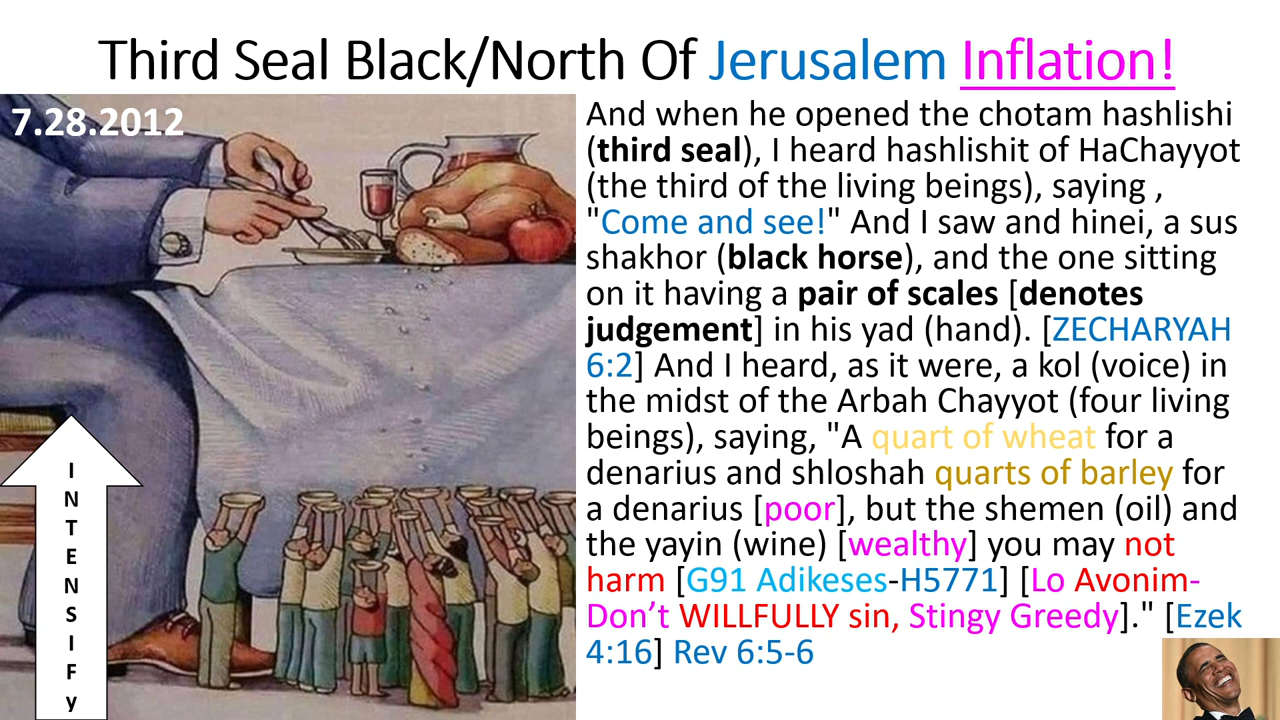 Third Seal Black/North Of Jerusalem Inflation!
7.28.2012
And when he opened the chotam hashlishi
(third seal), I heard hashlishit of HaChayyot
(the third of the living beings), saying ,
"Come and see!" And I saw and hinei, a sus
shakhor (black horse), and the one sitting
on it having a pair of scales [denotes
judgement] in his yad (hand). [ZECHARYAH
6:2] And I heard, as it were, a kol (voice) in
the midst of the Arbah Chayyot (four living
beings), saying, "A quart of wheat for a
denarius and shloshah quarts of barley for
a denarius [poor], but the shemen (oil) and
the yayin (wine) [wealthy] you may not
harm [G91 Adikeses-H5771] [Lo Avonim-
Don’t WILLFULLY sin, Stingy Greedy]." [Ezek
4:16] Rev 6:5-6
I
N
T
E
N
S
I
F
y